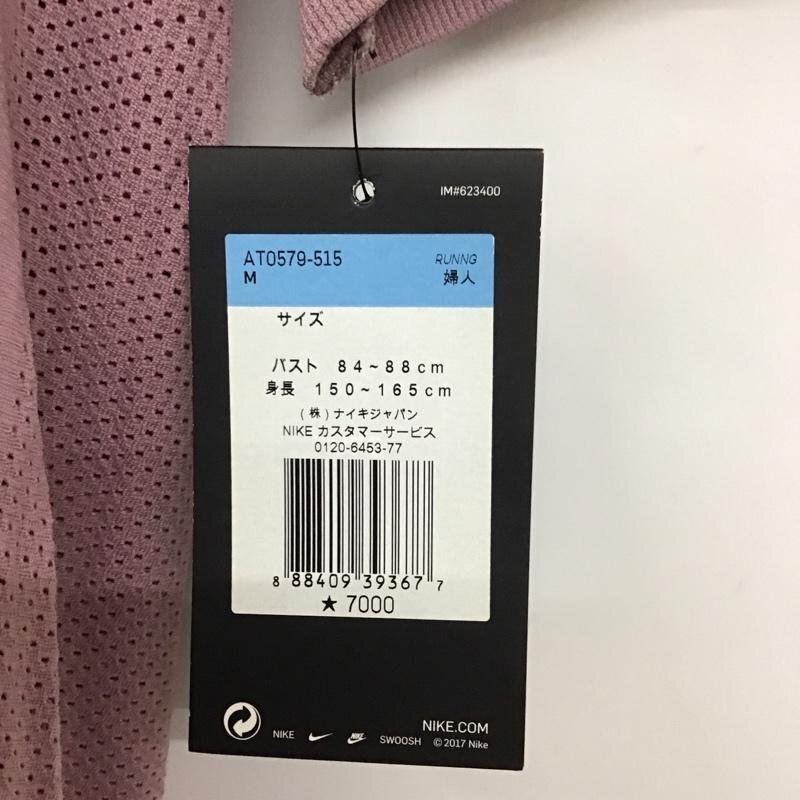 IM#623400
AT0579-515 RUNNG
M 婦人
サイズ
バスト 84~88cm
身長 150~165cm
(株)ナイキジャパン
NIKE カスタマーサービス
0120-6453-77
8 88409 39367 7
★ 7000
NIKE.COM
NIKE SWOOSH ©2017 Nike